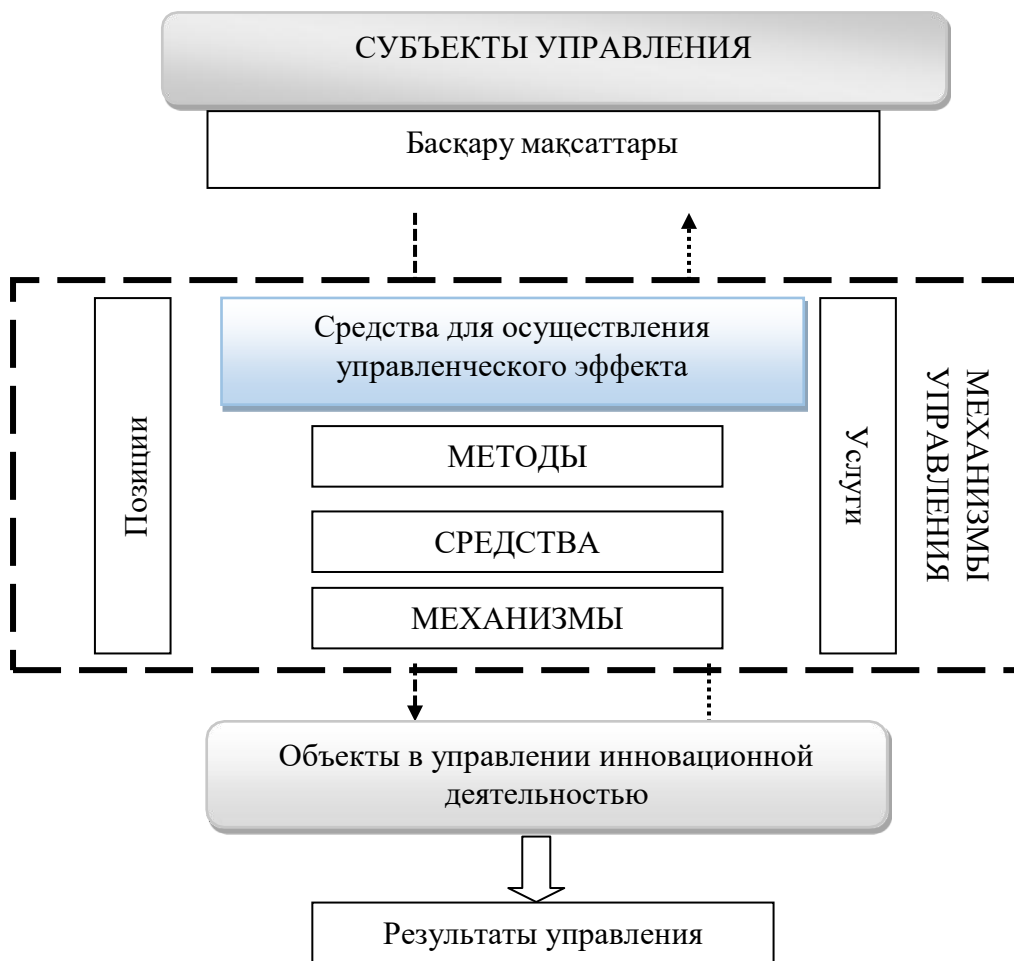 СУБЪЕКТЫ УПРАВЛЕНИЯ
Басқару мақсаттары
Позиции
Средства для осуществления
управленческого эффекта
МЕТОДЫ
СРЕДСТВА
МЕХАНИЗМЫ
Услуги
МЕХАНИЗМЫ
УПРАВЛЕНИЯ
Объекты в управлении инновационной
деятельностью
Результаты управления